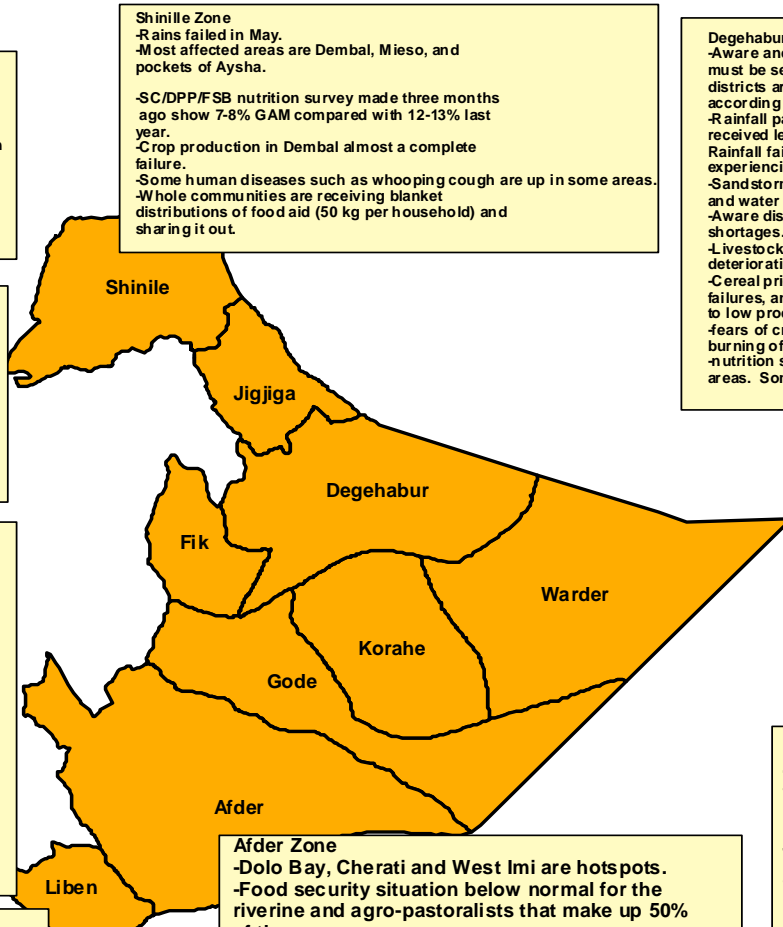 Shinille Zone
-Rains failed in May.
-Most affected areas are Dembal, Mieso, and
pockets of Aysha.
-SC/DPP/FSB nutrition survey made three months
ago show 7-8% GAM compared with 12-13% last
year.
-Crop production in Dembal almost a complete
failure.
-Some human diseases such as whooping cough are up in some areas.
-Whole communities are receiving blanket
distributions of food aid (50 kg per household) and
sharing it out.
Degehabur
-Aware and
must be se
districts ar
according
-Rainfall pa
received le
Rainfall fai
experienci
-Sandstorm
and water
-Aware dis
shortages.
-Livestock
deteriorati
-Cereal pri
failures, an
to low proc
-fears of cr
burning of
-nutrition s
areas. Som
Shinile
Jigjiga
Degehabur
Fik
Warder
Korahe
Gode
Afder
Liben
Afder Zone
-Dolo Bay, Cherati and West Imi are hotspots.
-Food security situation below normal for the
riverine and agro-pastoralists that make up 50%